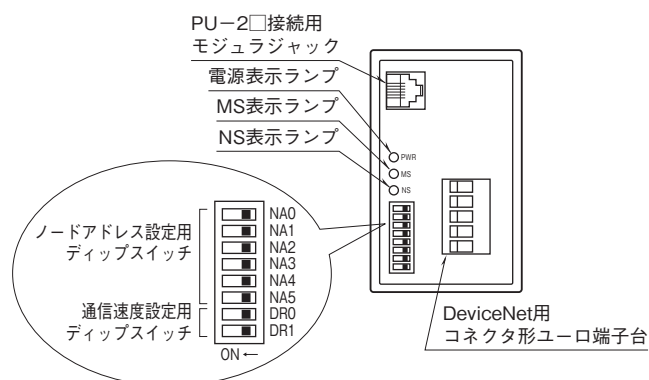 PU−2□接続用
モジュラジャック
電源表示ランプ
MS表示ランプ
NS表示ランプ
PWR
MS
NS
ノードアドレス設定用
ディップスイッチ
NA0
NA1
NA2
NA3
NA4
NA5
通信速度設定用
ディップスイッチ
DR0
DR1
ON←
DeviceNet用
コネクタ形ユーロ端子台